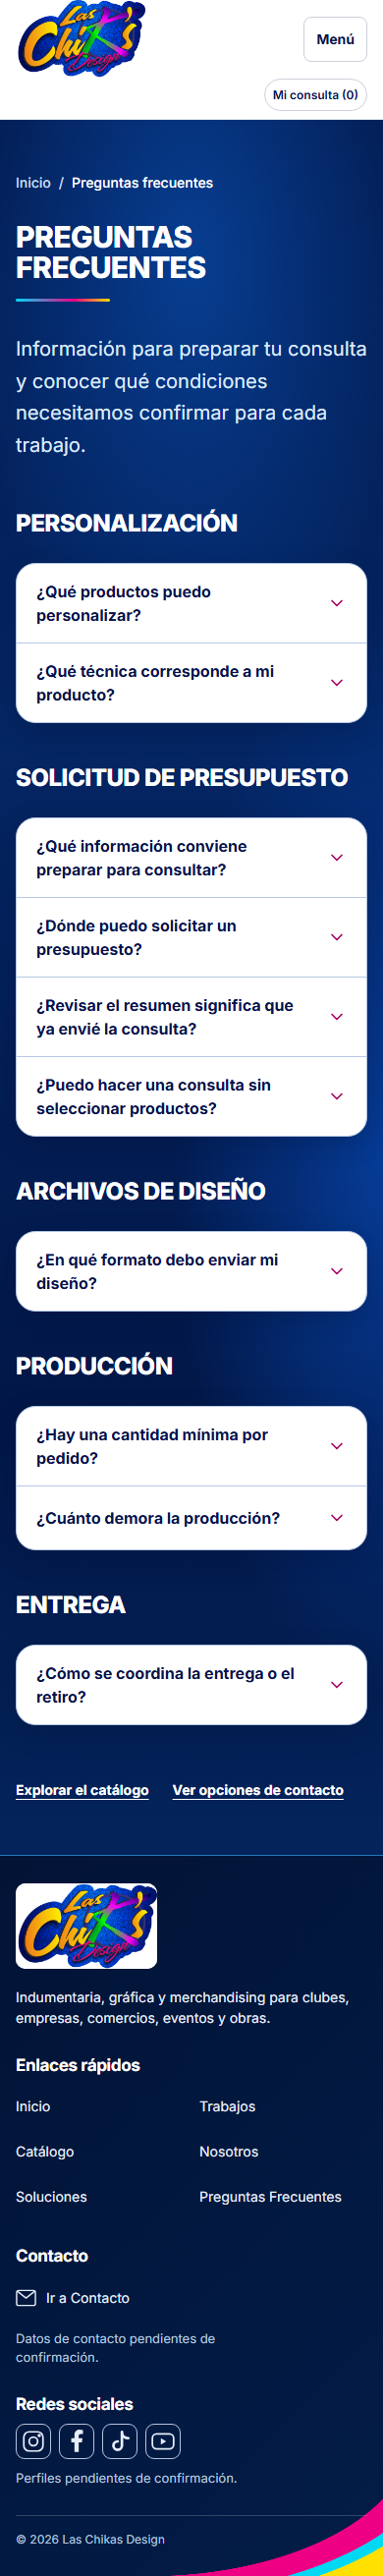 Las
Chik's
Design
Menú
Mi consulta (0)
Inicio / Preguntas frecuentes
PREGUNTAS
FRECUENTES
Información para preparar tu consulta
y conocer qué condiciones
necesitamos confirmar para cada
trabajo.
PERSONALIZACIÓN
¿Qué productos puedo
personalizar?
¿Qué técnica corresponde a mi
producto?
SOLICITUD DE PRESUPUESTO
¿Qué información conviene
preparar para consultar?
¿Dónde puedo solicitar un
presupuesto?
¿Revisar el resumen significa que
ya envié la consulta?
¿Puedo hacer una consulta sin
seleccionar productos?
ARCHIVOS DE DISEÑO
¿En qué formato debo enviar mi
diseño?
PRODUCCIÓN
¿Hay una cantidad mínima por
pedido?
¿Cuánto demora la producción?
ENTREGA
¿Cómo se coordina la entrega o el
retiro?
Explorar el catálogo Ver opciones de contacto
Las
Chik's
Design
Indumentaria, gráfica y merchandising para clubes,
empresas, comercios, eventos y obras.
Enlaces rápidos
Inicio Trabajos
Catálogo Nosotros
Soluciones Preguntas Frecuentes
Contacto
Ir a Contacto
Datos de contacto pendientes de
confirmación.
Redes sociales
Perfiles pendientes de confirmación.
© 2026 Las Chikas Design